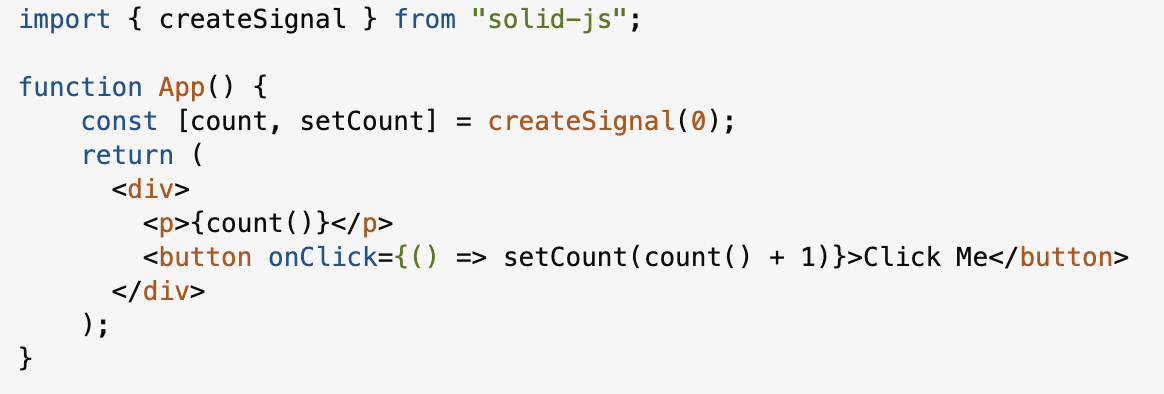 import { createSignal } from "solid-js";

function App() {
    const [count, setCount] = createSignal(0);
    return (
      <div>
        <p>{count()}</p>
        <button onClick={() => setCount(count() + 1)}>Click Me</button>
      </div>
    );
}